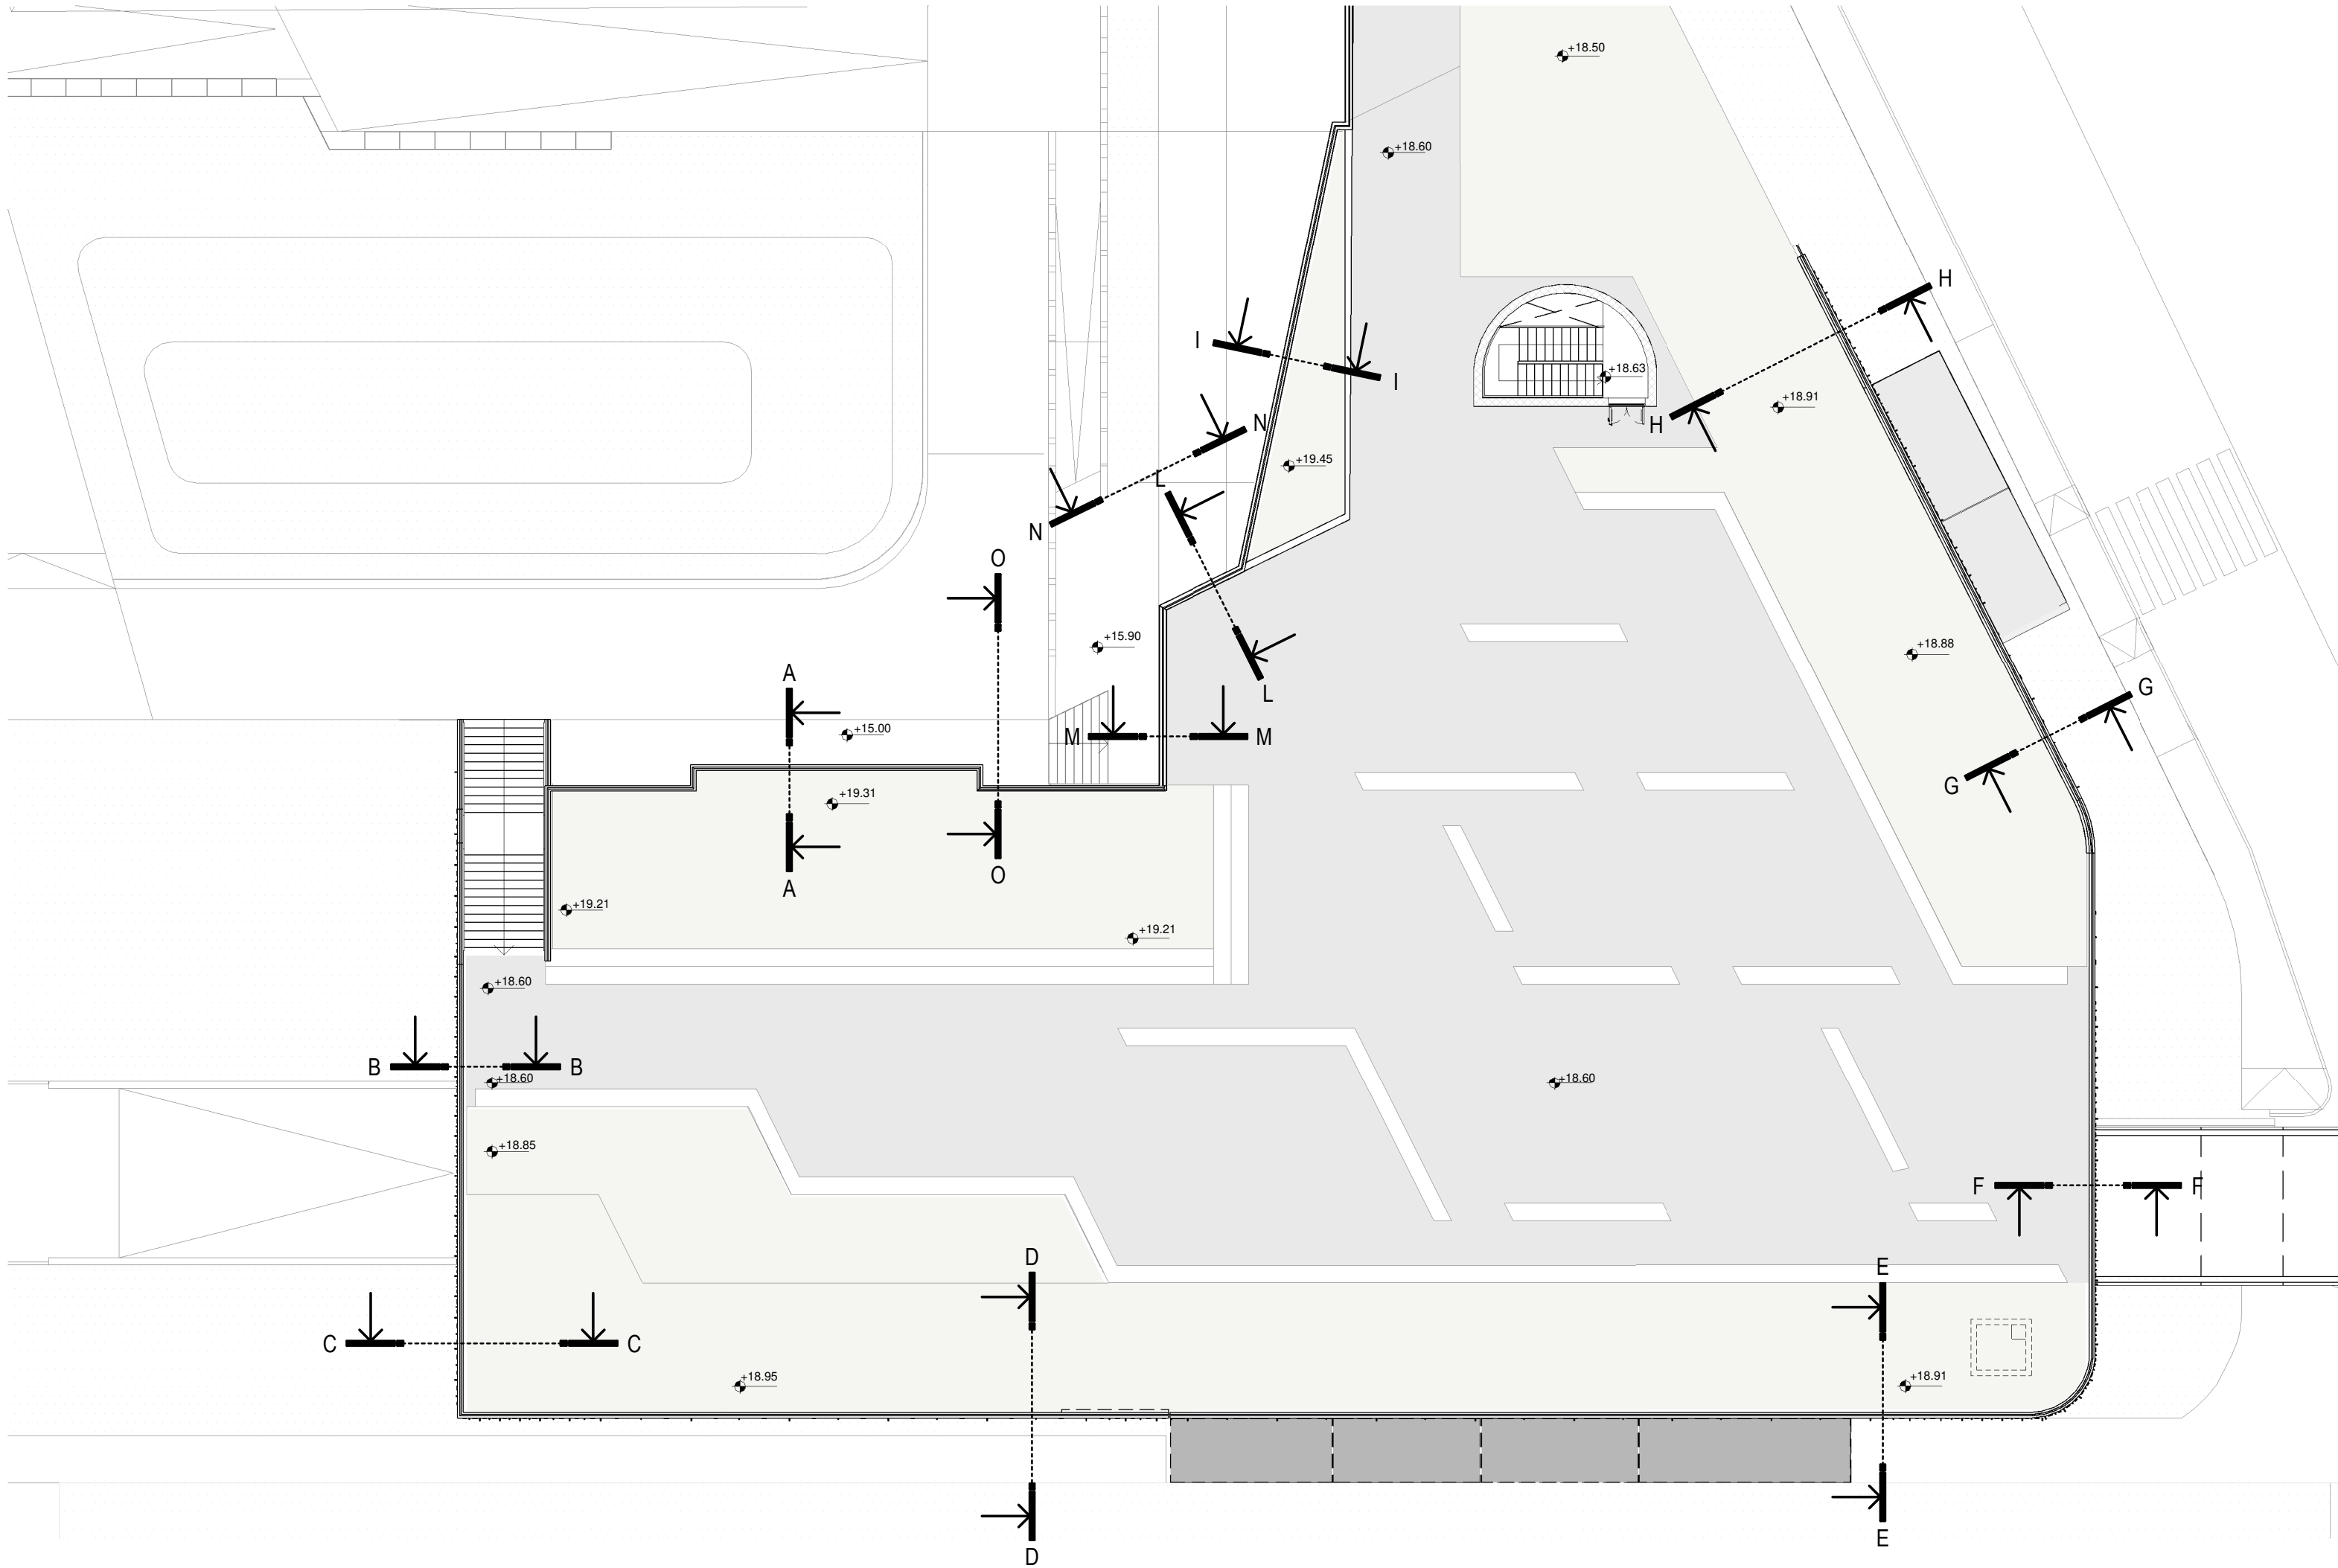 +18.50
+18.60
H
I
I
+18.63
+18.91
H
N
+19.45
L
N
O
+15.90
+18.88
A
L
G
+15.00
M
M
G
+19.31
A
O
+19.21
+19.21
+18.60
B
B
+18.60
+18.60
+18.85
F
F
D
E
C
C
+18.95
+18.91
E
D